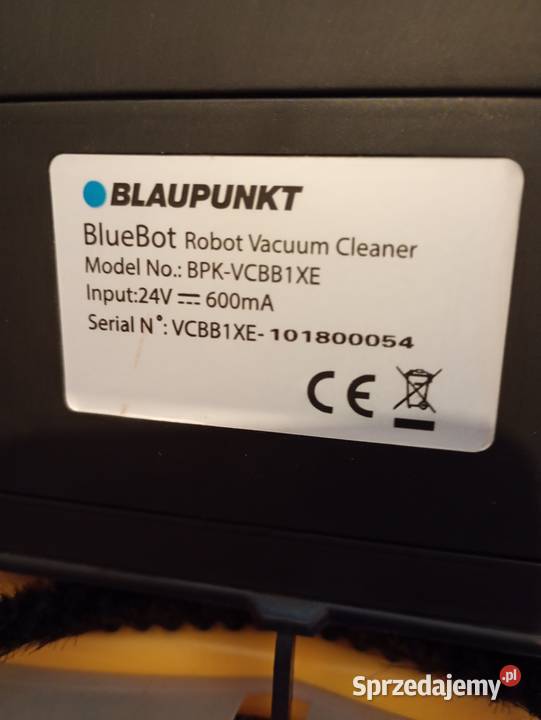 BLAUPUNKT
BlueBot Robot Vacuum Cleaner
Model No.: BPK-VCBB1XE
Input:24V⎓600mA
Serial N°: VCBB1XE-101800054
CE
Sprzedajemy.pl